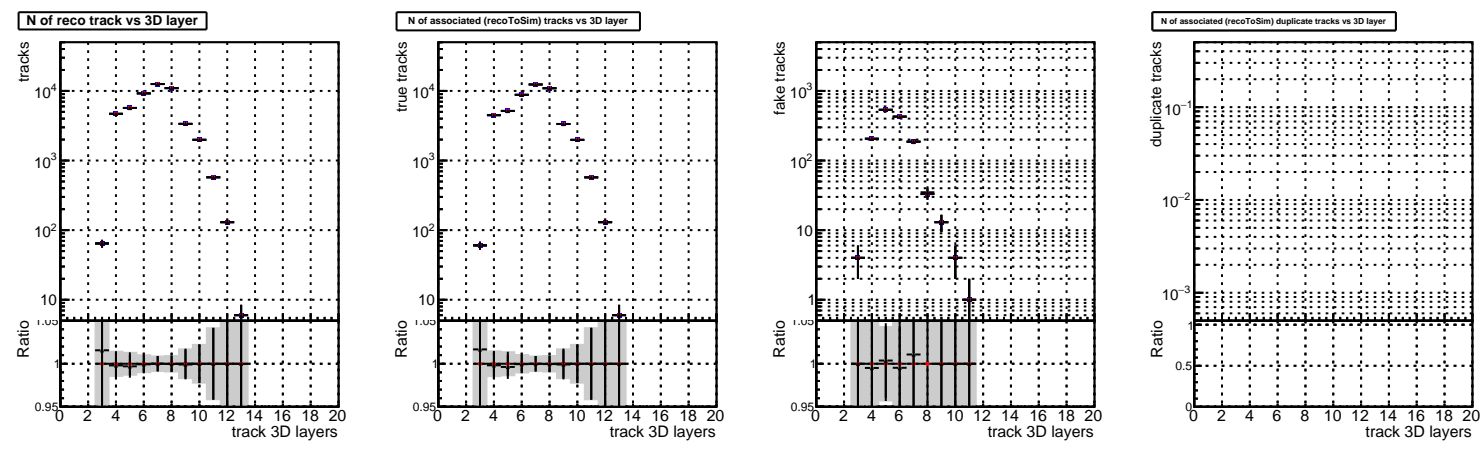 N of reco track vs 3D layer
tracks
10⁴
10³
10²
10
1.05
Ratio
1
0.95
0 2 4 6 8 10 12 14 16 18 20
track 3D layers
N of associated (recoToSim) tracks vs 3D layer
true tracks
10⁴
10³
10²
10
1.05
Ratio
1
0.95
0 2 4 6 8 10 12 14 16 18 20
track 3D layers
fake tracks
10³
10²
10
1
1.05
Ratio
1
0.95
0 2 4 6 8 10 12 14 16 18 20
track 3D layers
N of associated (recoToSim) duplicate tracks vs 3D layer
duplicate tracks
10⁻¹
10⁻²
10⁻³
1
Ratio
0.5
0
0 2 4 6 8 10 12 14 16 18 20
track 3D layers